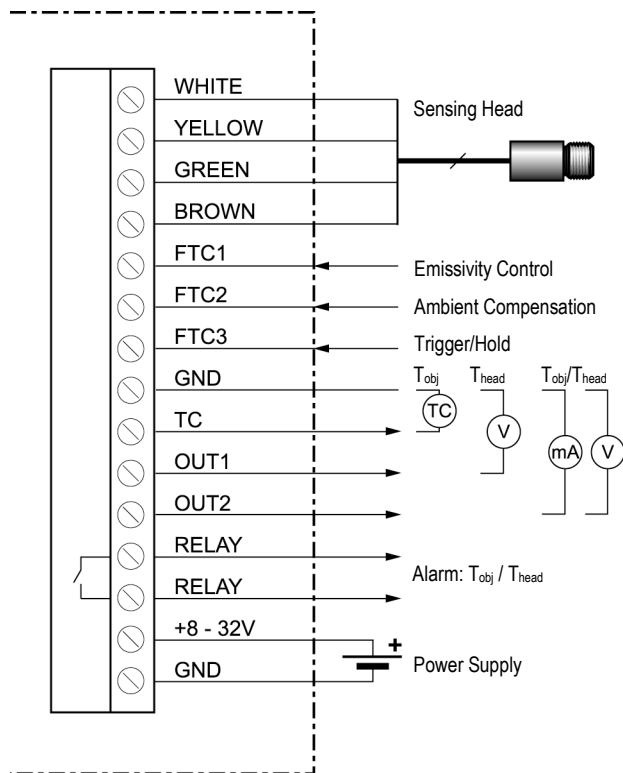 WHITE
Sensing Head
YELLOW
GREEN
BROWN
FTC1
Emissivity Control
FTC2
Ambient Compensation
FTC3
Trigger/Hold
GND
Tobj Thead Tobj/Thead
TC
TC
V
mA
V
OUT1
OUT2
RELAY
Alarm: Tobj / Thead
RELAY
+8 - 32V
+
Power Supply
GND